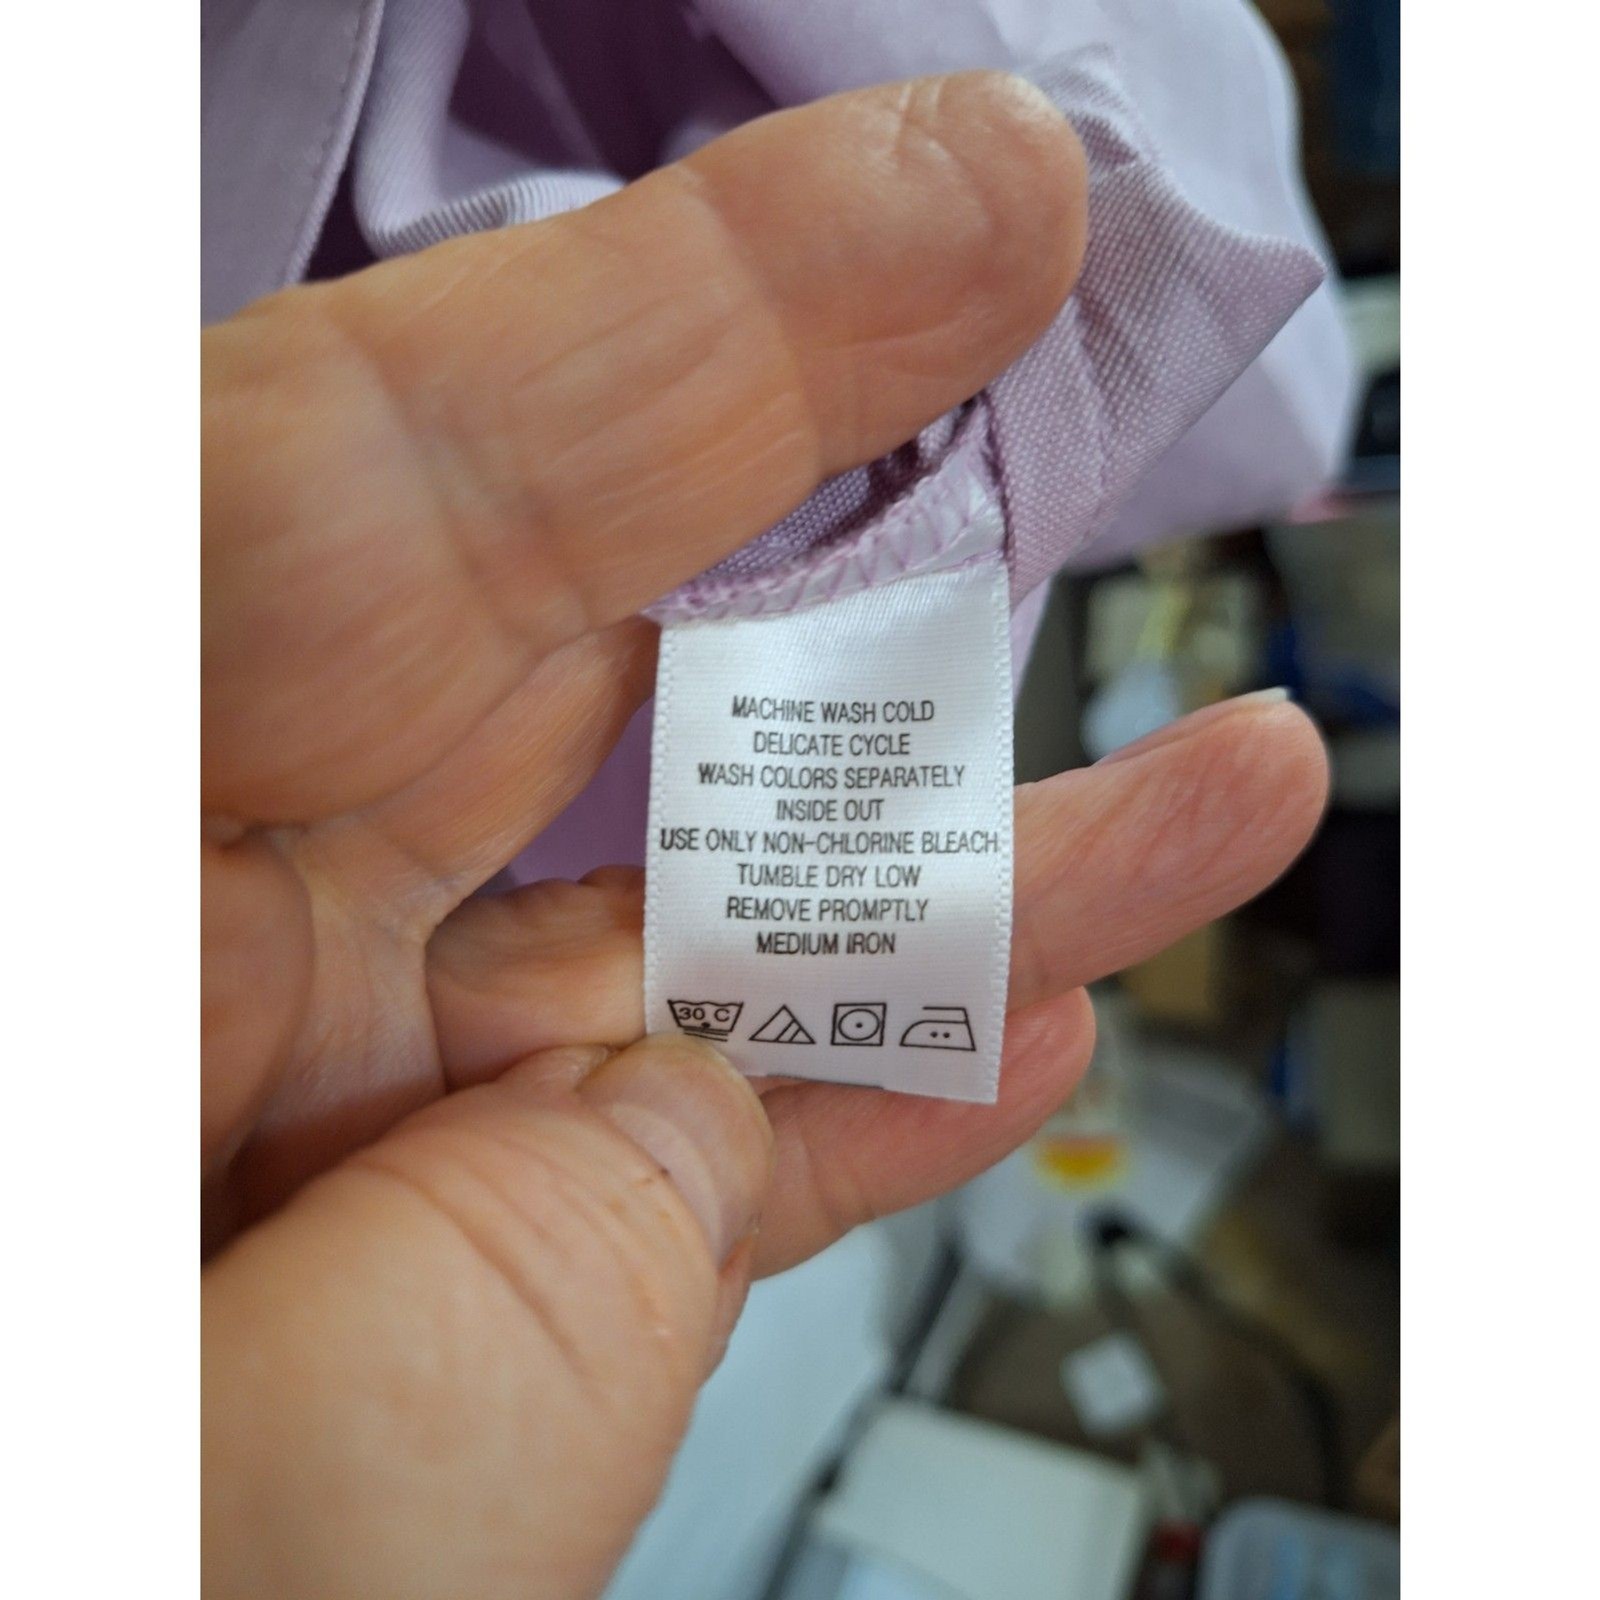 MACHINE WASH COLD
DELICATE CYCLE
WASH COLORS SEPARATELY
INSIDE OUT
USE ONLY NON-CHLORINE BLEACH
TUMBLE DRY LOW
REMOVE PROMPTLY
MEDIUM IRON
30 C